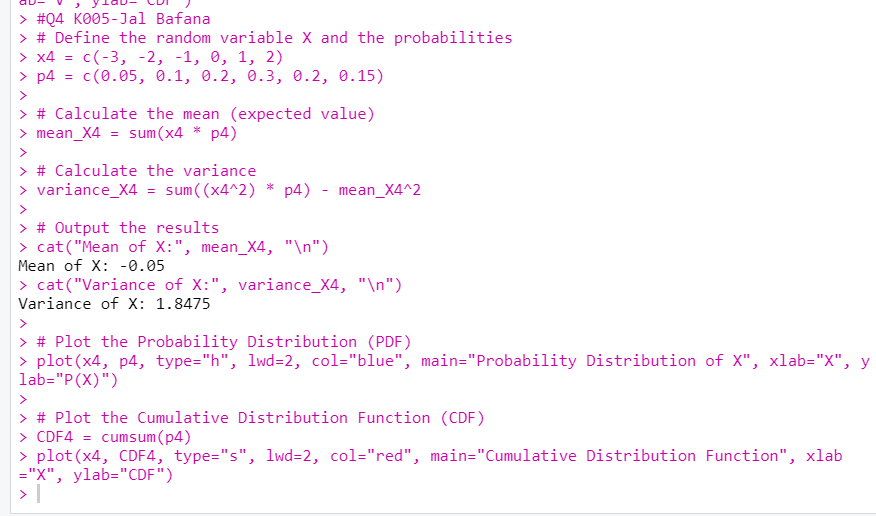 ab="V", ylab="CDF")
> #Q4 K005-Jal Bafana
> # Define the random variable X and the probabilities
> x4 = c(-3, -2, -1, 0, 1, 2)
> p4 = c(0.05, 0.1, 0.2, 0.3, 0.2, 0.15)
>
> # Calculate the mean (expected value)
> mean_X4 = sum(x4 * p4)
>
> # Calculate the variance
> variance_X4 = sum((x4^2) * p4) - mean_X4^2
>
> # Output the results
> cat("Mean of X:", mean_X4, "\n")
Mean of X: -0.05
> cat("Variance of X:", variance_X4, "\n")
Variance of X: 1.8475
>
> # Plot the Probability Distribution (PDF)
> plot(x4, p4, type="h", lwd=2, col="blue", main="Probability Distribution of X", xlab="X", y
lab="P(X)")
>
> # Plot the Cumulative Distribution Function (CDF)
> CDF4 = cumsum(p4)
> plot(x4, CDF4, type="s", lwd=2, col="red", main="Cumulative Distribution Function", xlab
="X", ylab="CDF")
>